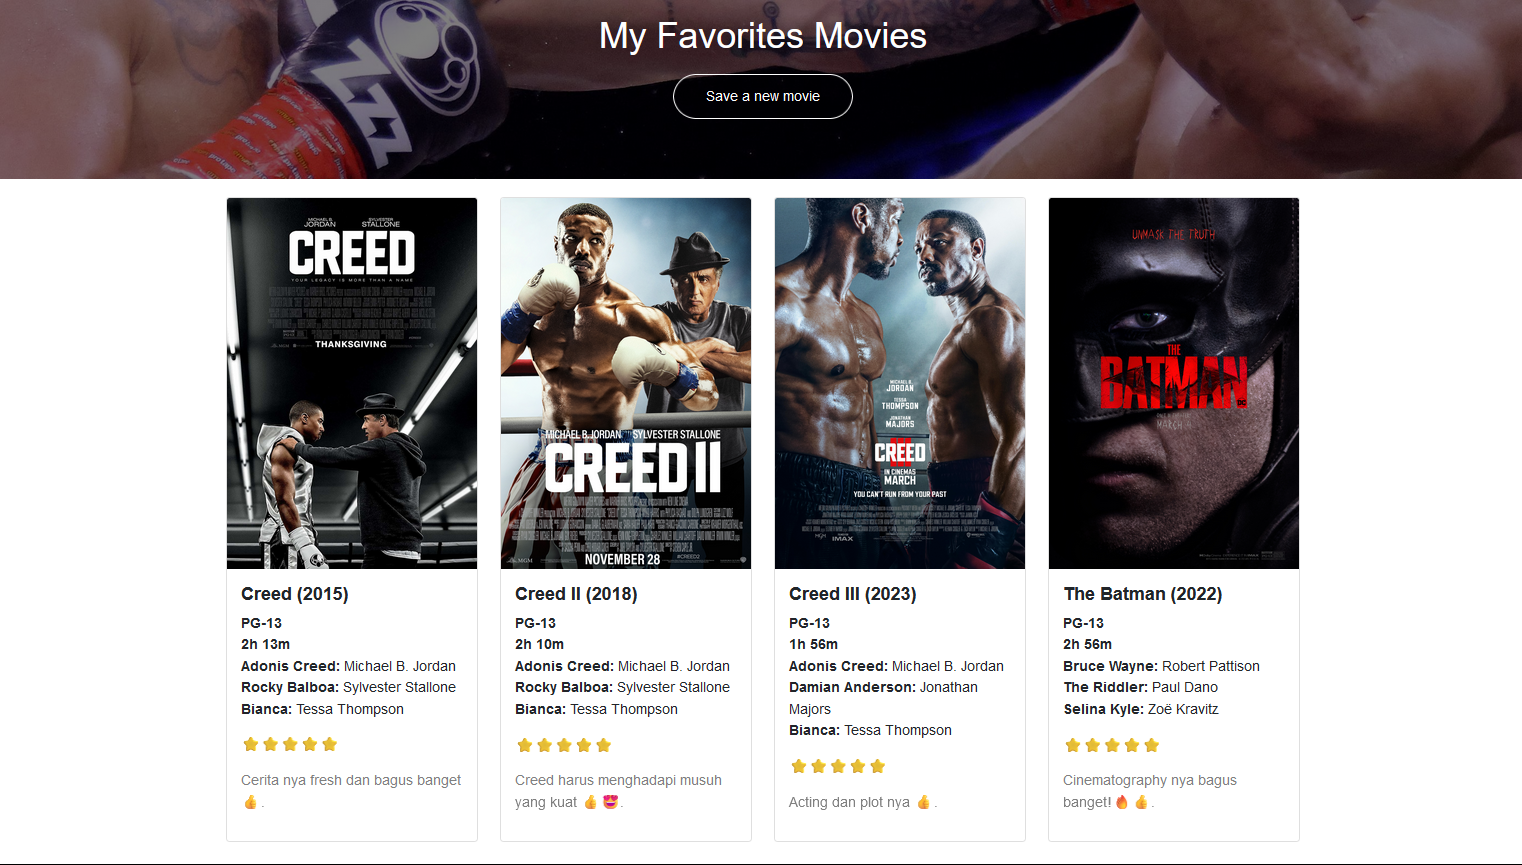 My Favorites Movies
Save a new movie
MICHAEL B. JORDAN
SYLVESTER STALLONE
CREED
YOUR LEGACY IS MORE THAN A NAME
THANKSGIVING
MICHAEL B. JORDAN SYLVESTER STALLONE
CREED II
NOVEMBER 28
#CREED2
MGM
MICHAEL B.
JORDAN
TESSA
THOMPSON
JONATHAN
MAJORS
CREED
III
IN CINEMAS
MARCH
YOU CAN'T RUN FROM YOUR PAST
MGM
IMAX
UNMASK THE TRUTH
THE
BATMAN
DC
Creed (2015)
PG-13
2h 13m
Adonis Creed: Michael B. Jordan
Rocky Balboa: Sylvester Stallone
Bianca: Tessa Thompson
Cerita nya fresh dan bagus banget
👍 .
Creed II (2018)
PG-13
2h 10m
Adonis Creed: Michael B. Jordan
Rocky Balboa: Sylvester Stallone
Bianca: Tessa Thompson
Creed harus menghadapi musuh
yang kuat 👍 😍.
Creed III (2023)
PG-13
1h 56m
Adonis Creed: Michael B. Jordan
Damian Anderson: Jonathan
Majors
Bianca: Tessa Thompson
Acting dan plot nya 👍 .
The Batman (2022)
PG-13
2h 56m
Bruce Wayne: Robert Pattison
The Riddler: Paul Dano
Selina Kyle: Zoë Kravitz
Cinematography nya bagus
banget! 🔥 👍 .